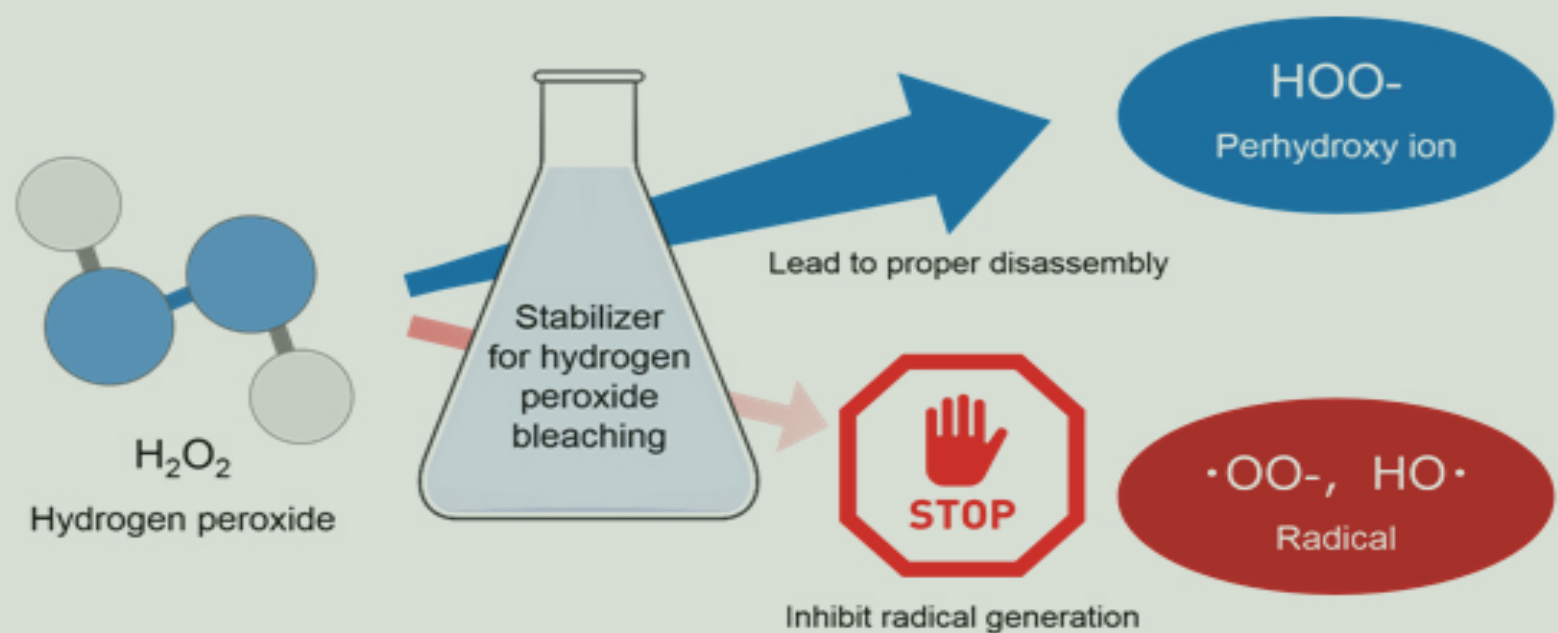 HOO-
Perhydroxy ion
Lead to proper disassembly
Stabilizer
for hydrogen
peroxide
bleaching
H₂O₂
Hydrogen peroxide
STOP
Inhibit radical generation
·OO-, HO·
Radical